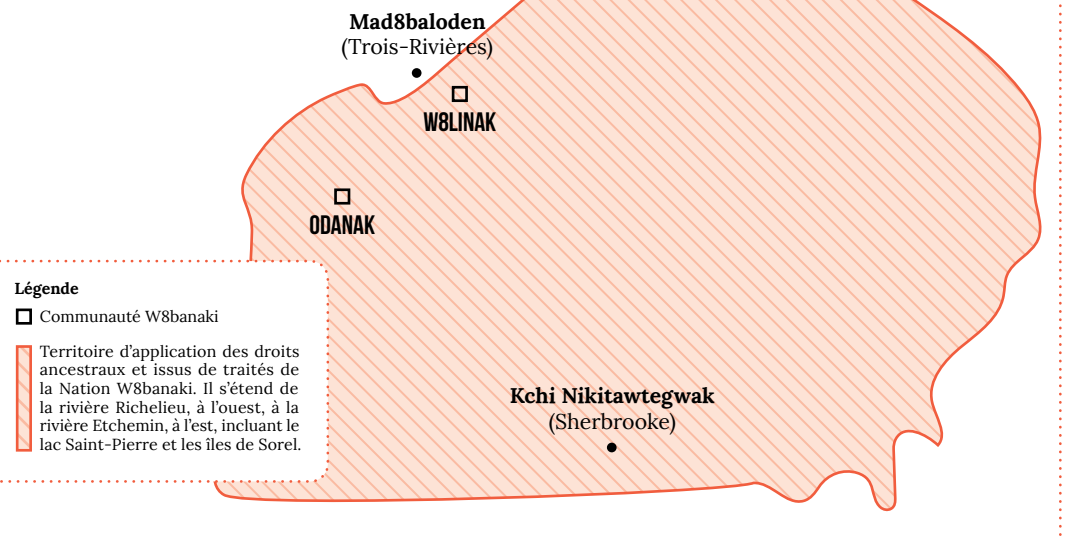 Mad8baloden
(Trois-Rivières)
W8LINAK
ODANAK
Légende
Communauté W8banaki
Territoire d’application des droits
ancestraux et issus de traités de
la Nation W8banaki. Il s’étend de
la rivière Richelieu, à l’ouest, à la
rivière Etchemin, à l’est, incluant le
lac Saint-Pierre et les îles de Sorel.
Kchi Nikitawtegwak
(Sherbrooke)